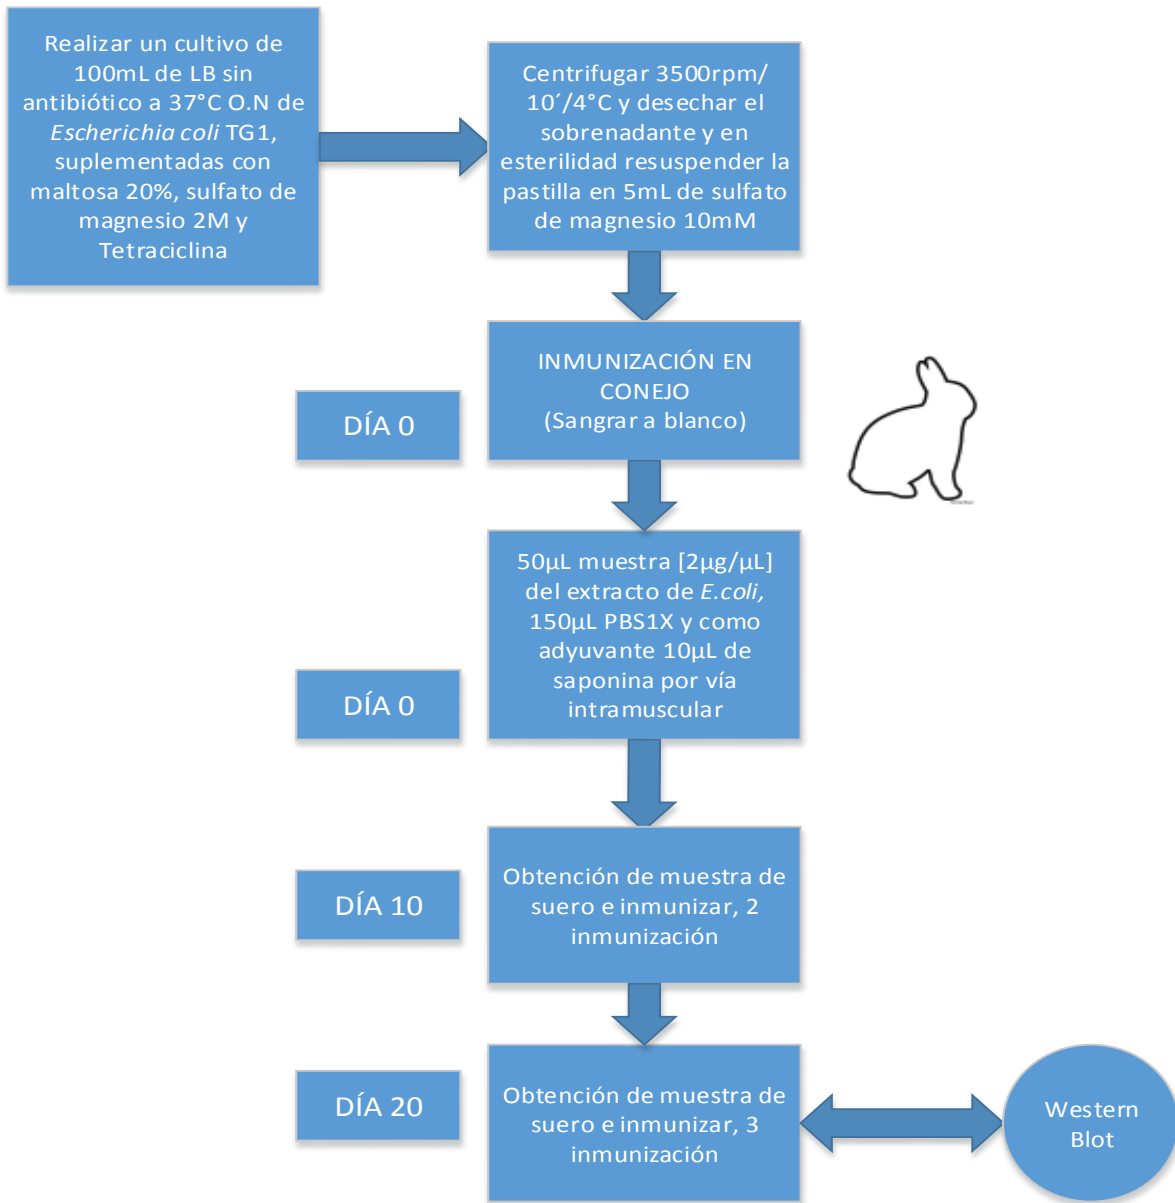 Realizar un cultivo de
100mL de LB sin
antibiótico a 37°C O.N de
Escherichia coli TG1,
suplementadas con
maltosa 20%, sulfato de
magnesio 2M y
Tetraciclina
Centrifugar 3500rpm/
10´/4°C y desechar el
sobrenadante y en
esterilidad resuspender la
pastilla en 5mL de sulfato
de magnesio 10mM
DÍA 0
INMUNIZACIÓN EN
CONEJO
(Sangrar a blanco)
DÍA 0
50µL muestra [2µg/µL]
del extracto de E.coli,
150µL PBS1X y como
adyuvante 10µL de
saponina por vía
intramuscular
DÍA 10
Obtención de muestra de
suero e inmunizar, 2
inmunización
DÍA 20
Obtención de muestra de
suero e inmunizar, 3
inmunización
Western
Blot